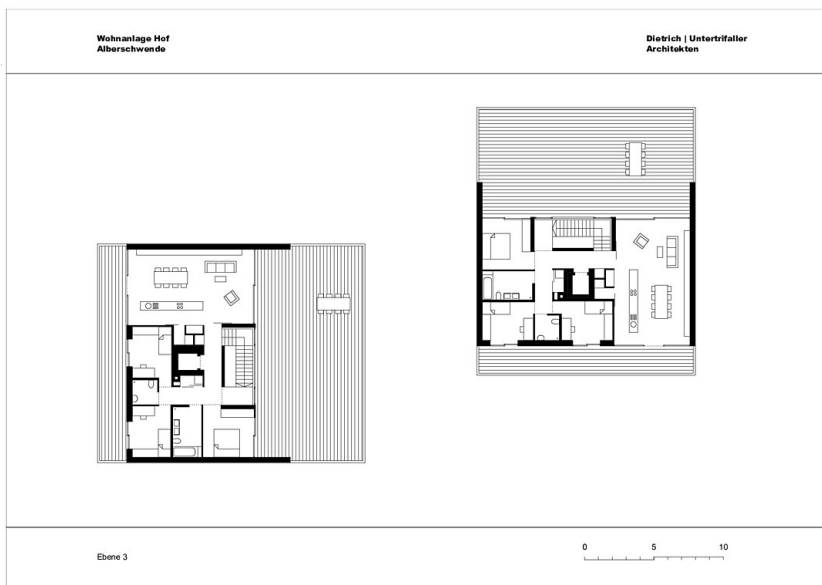 Wohnanlage Hof
Alberschwende
Dietrich | Untertrifaller
Architekten
Ebene 3
0 5 10